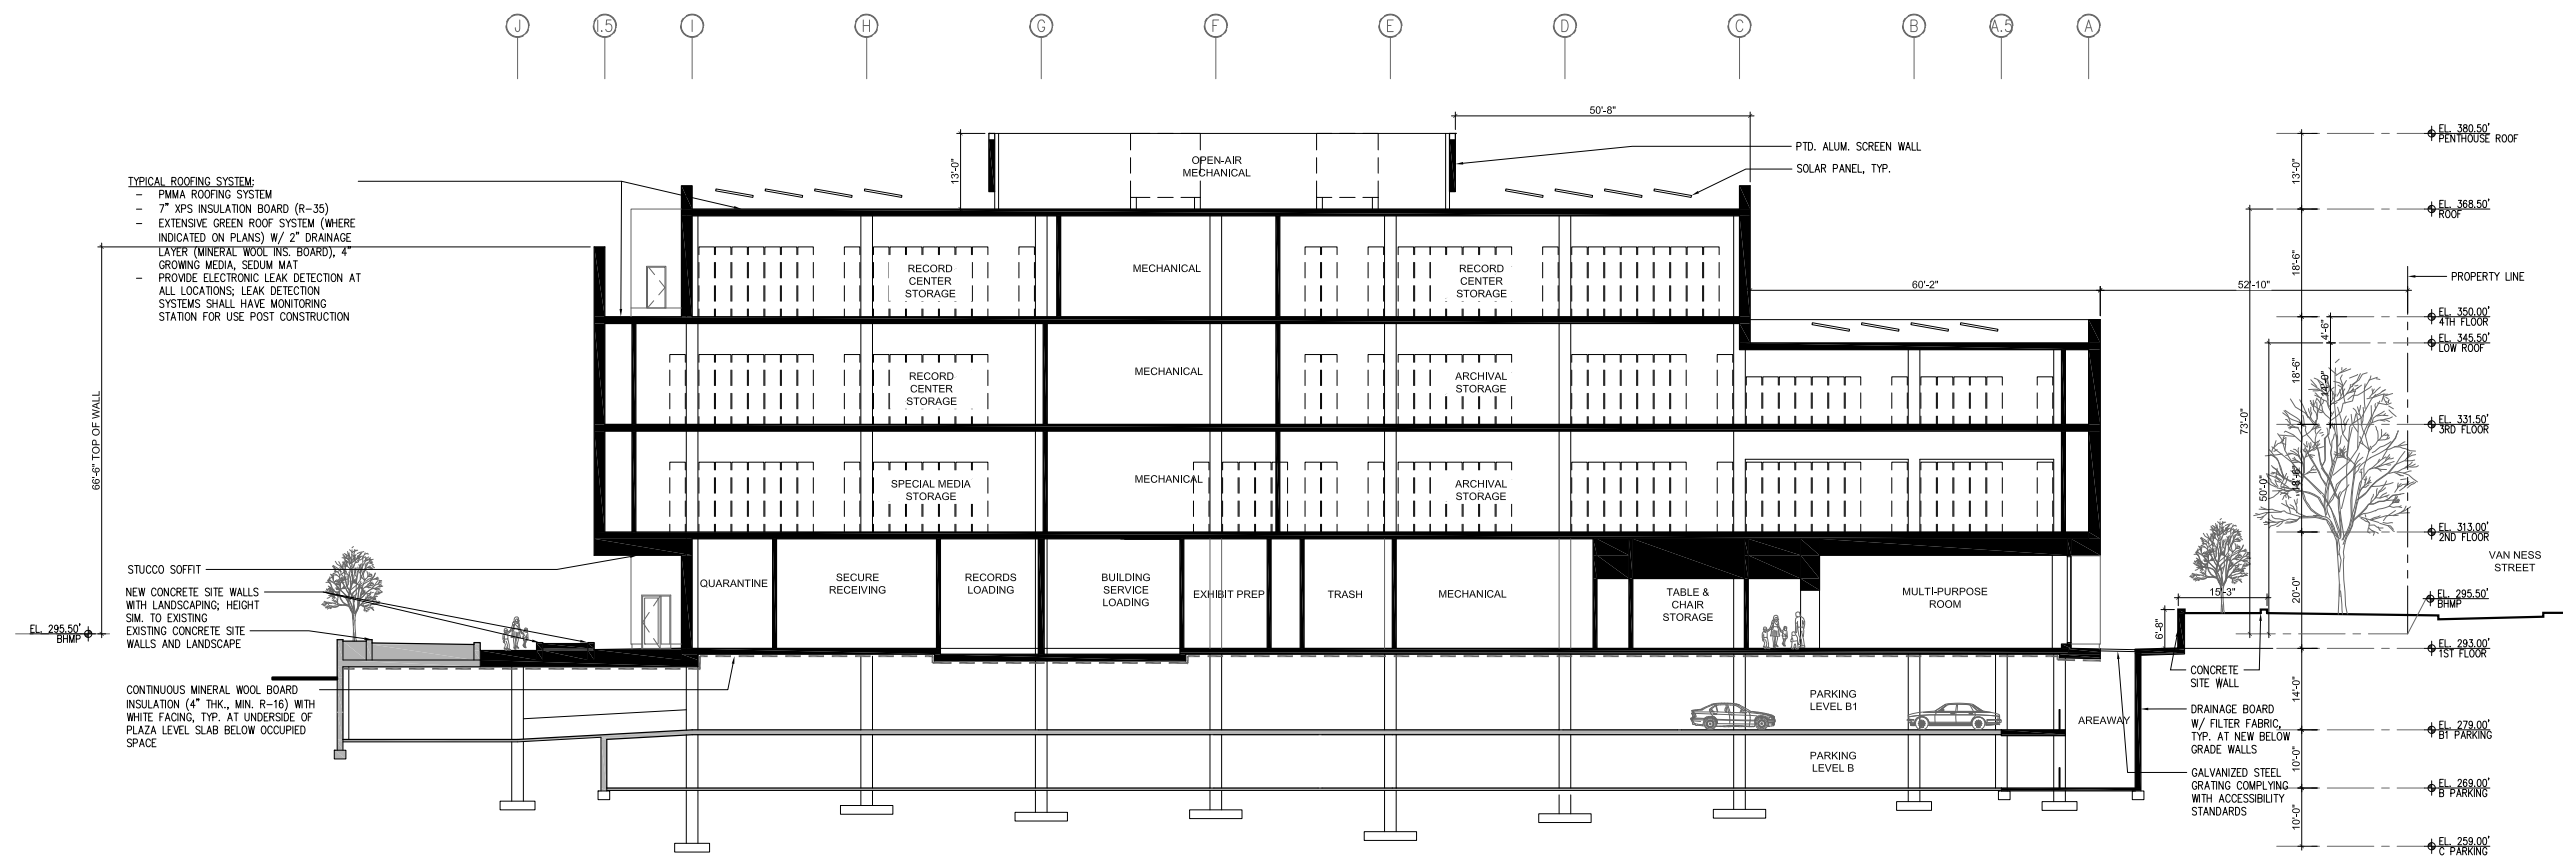 J
I.5
I
H
G
F
E
D
C
B
A.5
A
50'-8"
EL. 380.50'
PENTHOUSE ROOF
PTD. ALUM. SCREEN WALL
SOLAR PANEL, TYP.
OPEN-AIR
MECHANICAL
13'-0"
13'-0"
TYPICAL ROOFING SYSTEM:
- PMMA ROOFING SYSTEM
- 7" XPS INSULATION BOARD (R-35)
- EXTENSIVE GREEN ROOF SYSTEM (WHERE
INDICATED ON PLANS) W/ 2" DRAINAGE
LAYER (MINERAL WOOL INS. BOARD), 4"
GROWING MEDIA, SEDUM MAT
- PROVIDE ELECTRONIC LEAK DETECTION AT
ALL LOCATIONS; LEAK DETECTION
SYSTEMS SHALL HAVE MONITORING
STATION FOR USE POST CONSTRUCTION
EL. 368.50'
ROOF
RECORD
CENTER
STORAGE
MECHANICAL
RECORD
CENTER
STORAGE
18'-6"
PROPERTY LINE
60'-2"
52'-10"
EL. 350.00'
4TH FLOOR
4'-6"
EL. 345.50'
LOW ROOF
RECORD
CENTER
STORAGE
MECHANICAL
ARCHIVAL
STORAGE
18'-6"
14'-0"
66'-6" TOP OF WALL
73'-0"
EL. 331.50'
3RD FLOOR
SPECIAL MEDIA
STORAGE
MECHANICAL
ARCHIVAL
STORAGE
18'-6"
50'-0"
EL. 313.00'
2ND FLOOR
VAN NESS
STREET
STUCCO SOFFIT
NEW CONCRETE SITE WALLS
WITH LANDSCAPING; HEIGHT
SIM. TO EXISTING
EXISTING CONCRETE SITE
WALLS AND LANDSCAPE
EL. 295.50'
BHMP
QUARANTINE
SECURE
RECEIVING
RECORDS
LOADING
BUILDING
SERVICE
LOADING
EXHIBIT PREP
TRASH
MECHANICAL
TABLE &
CHAIR
STORAGE
MULTI-PURPOSE
ROOM
15'-3"
6'-8"
20'-0"
EL. 295.50'
BHMP
EL. 293.00'
1ST FLOOR
CONCRETE
SITE WALL
CONTINUOUS MINERAL WOOL BOARD
INSULATION (4" THK., MIN. R-16) WITH
WHITE FACING, TYP. AT UNDERSIDE OF
PLAZA LEVEL SLAB BELOW OCCUPIED
SPACE
PARKING
LEVEL B1
AREAWAY
DRAINAGE BOARD
W/ FILTER FABRIC,
TYP. AT NEW BELOW
GRADE WALLS
14'-0"
EL. 279.00'
B1 PARKING
PARKING
LEVEL B
GALVANIZED STEEL
GRATING COMPLYING
WITH ACCESSIBILITY
STANDARDS
10'-0"
EL. 269.00'
B PARKING
10'-0"
EL. 259.00'
C PARKING